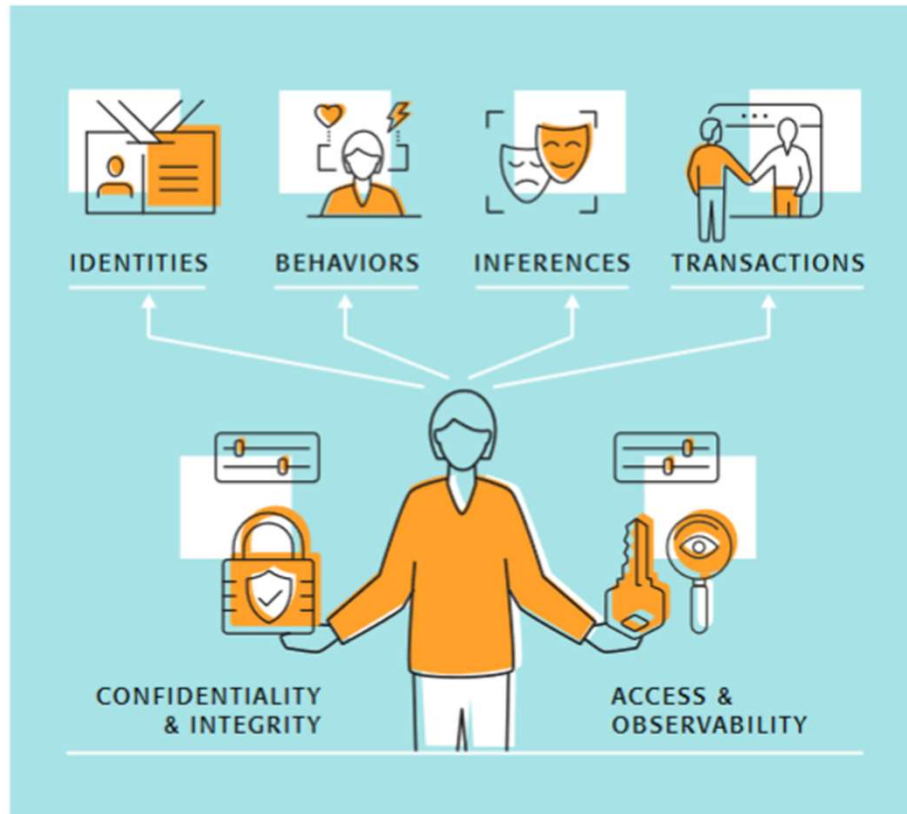 IDENTITIES
BEHAVIORS
INFERENCES
TRANSACTIONS
CONFIDENTIALITY
& INTEGRITY
ACCESS &
OBSERVABILITY